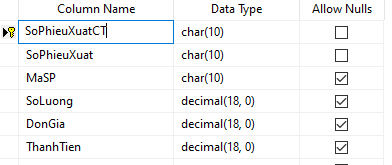 Column Name Data Type Allow Nulls
SoPhieuXuatCT char(10)
SoPhieuXuat char(10)
MaSP char(10)
SoLuong decimal(18, 0)
DonGia decimal(18, 0)
ThanhTien decimal(18, 0)